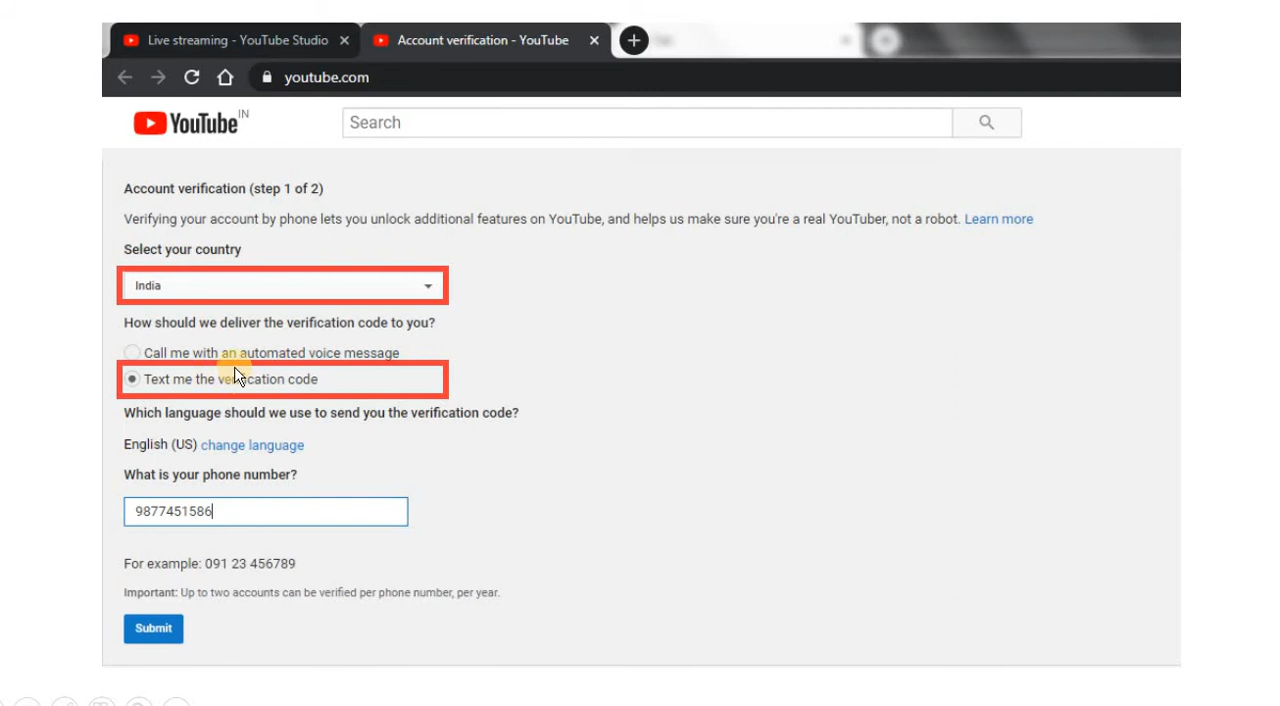 Live streaming - YouTube Studio
Account verification - YouTube
youtube.com
YouTube IN
Search
Account verification (step 1 of 2)
Verifying your account by phone lets you unlock additional features on YouTube, and helps us make sure you're a real YouTuber, not a robot. Learn more
Select your country
India
How should we deliver the verification code to you?
Call me with an automated voice message
Text me the verification code
Which language should we use to send you the verification code?
English (US) change language
What is your phone number?
9877451586
For example: 091 23 456789
Important: Up to two accounts can be verified per phone number, per year.
Submit